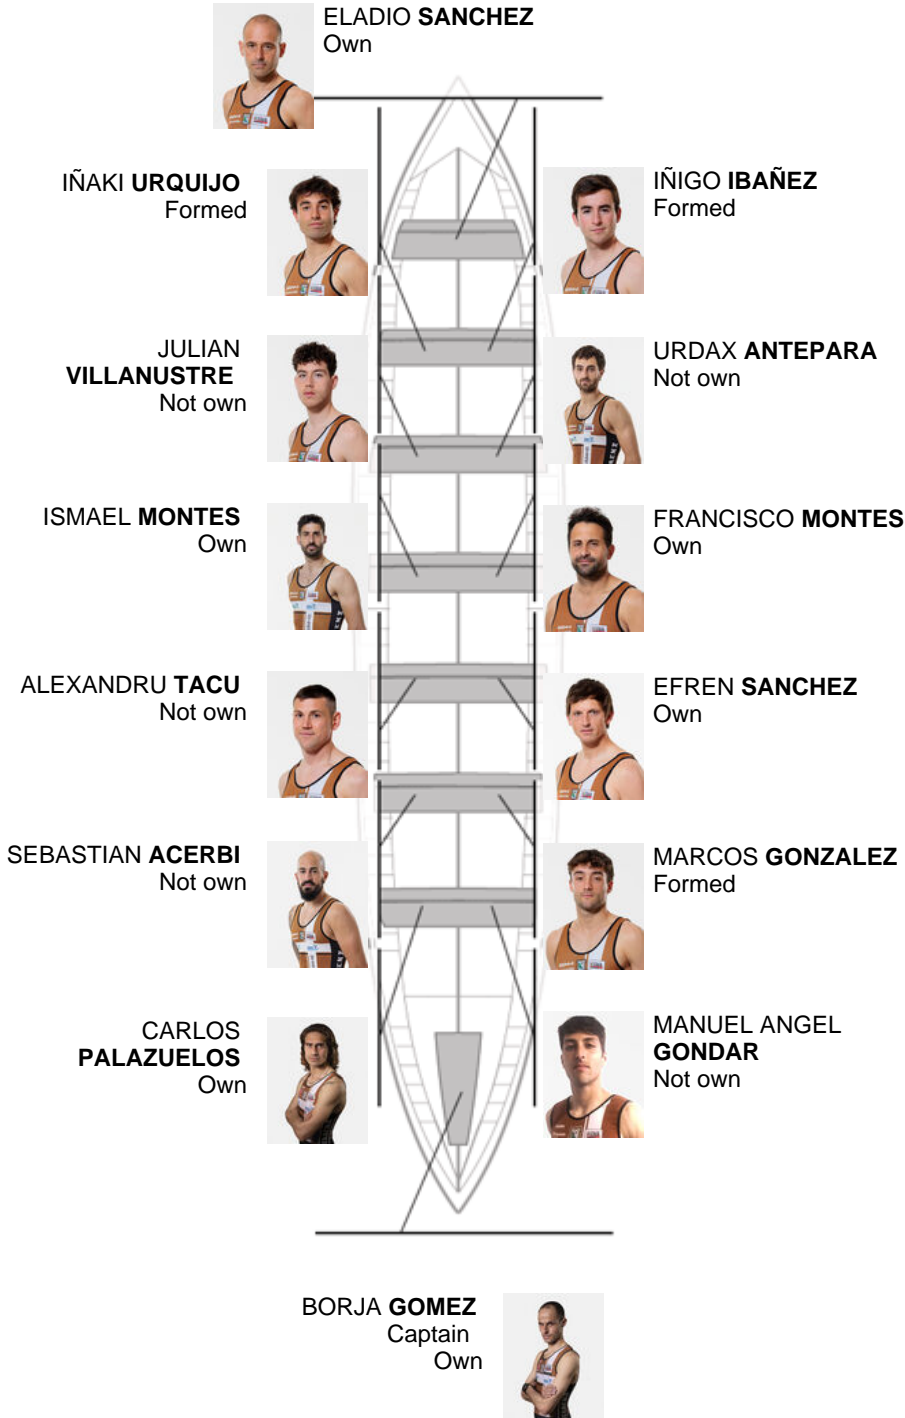 ELADIO SANCHEZ
Own
IÑAKI URQUIJO
Formed
IÑIGO IBAÑEZ
Formed
JULIAN
VILLANUSTRE
Not own
URDAX ANTEPARA
Not own
ISMAEL MONTES
Own
FRANCISCO MONTES
Own
ALEXANDRU TACU
Not own
EFREN SANCHEZ
Own
SEBASTIAN ACERBI
Not own
MARCOS GONZALEZ
Formed
CARLOS
PALAZUELOS
Own
MANUEL ANGEL
GONDAR
Not own
BORJA GOMEZ
Captain
Own